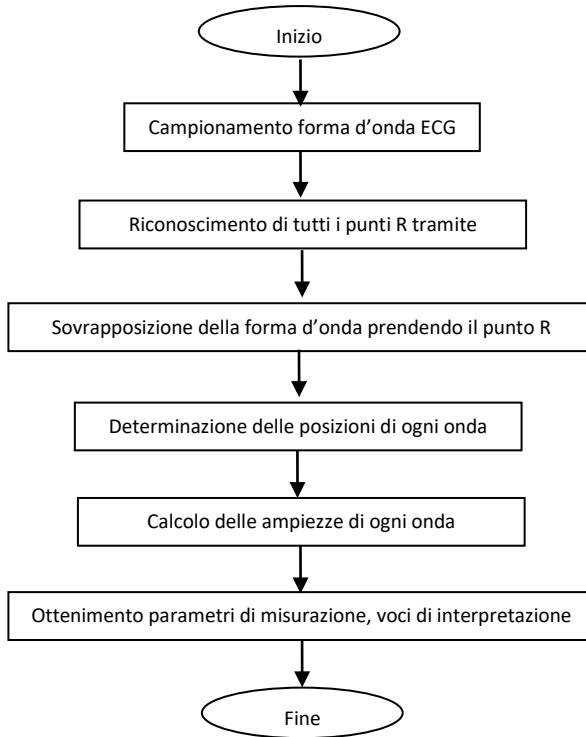 Inizio
Campionamento forma d’onda ECG
Riconoscimento di tutti i punti R tramite
Sovrapposizione della forma d’onda prendendo il punto R
Determinazione delle posizioni di ogni onda
Calcolo delle ampiezze di ogni onda
Ottenimento parametri di misurazione, voci di interpretazione
Fine